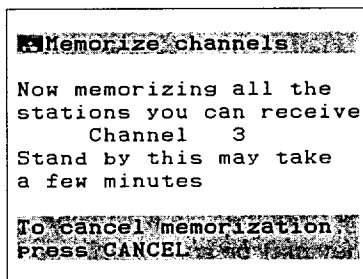 Memorize channels
Now memorizing all the
stations you can receive
Channel 3
Stand by this may take
a few minutes
To cancel memorization
press CANCEL